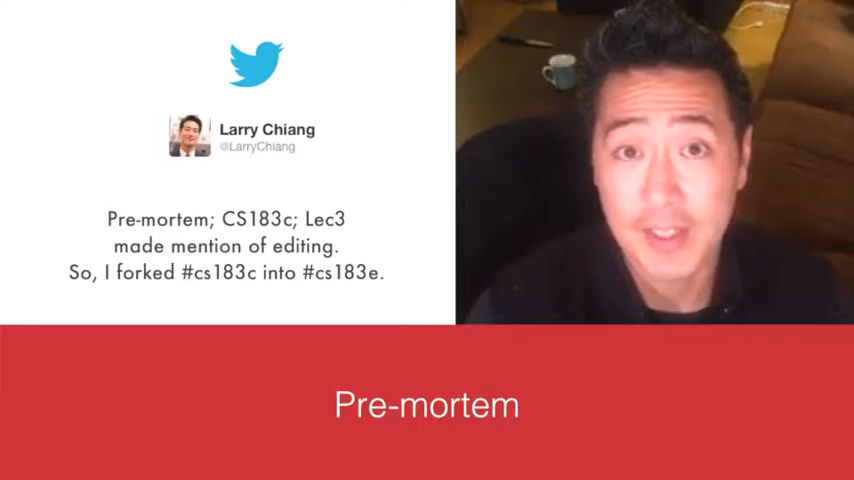 Larry Chiang
@LarryChiang
Pre-mortem; CS183c; Lec3
made mention of editing.
So, I forked #cs183c into #cs183e.
Pre-mortem